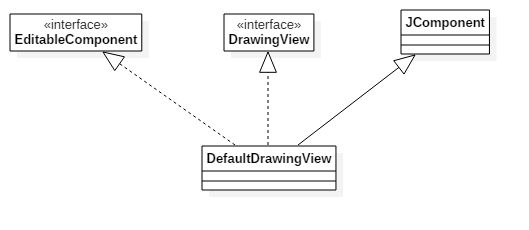 «interface»
EditableComponent
«interface»
DrawingView
JComponent
DefaultDrawingView